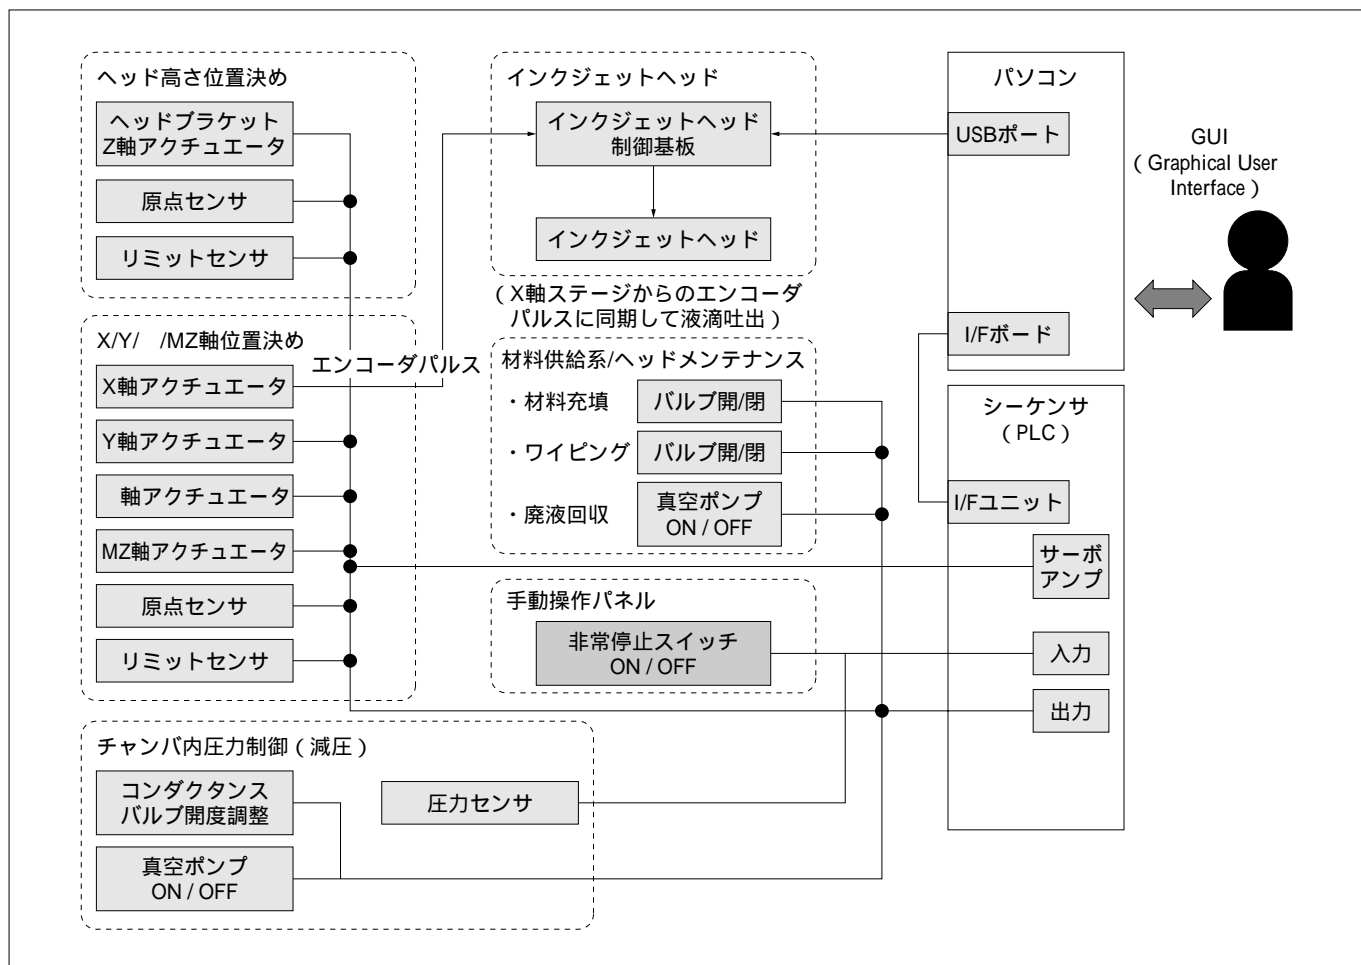 ヘッド高さ位置決め
ヘッドブラケット
Z軸アクチュエータ
原点センサ
リミットセンサ
X/Y/ /MZ軸位置決め
X軸アクチュエータ
Y軸アクチュエータ
軸アクチュエータ
MZ軸アクチュエータ
原点センサ
リミットセンサ
エンコーダパルス
チャンバ内圧力制御（減圧）
コンダクタンス
バルブ開度調整
真空ポンプ
ON / OFF
圧力センサ
インクジェットヘッド
インクジェットヘッド
制御基板
インクジェットヘッド
（X軸ステージからのエンコーダ
パルスに同期して液滴吐出）
材料供給系/ヘッドメンテナンス
・材料充填 バルブ開/閉
・ワイピング バルブ開/閉
・廃液回収
真空ポンプ
ON / OFF
手動操作パネル
非常停止スイッチ
ON / OFF
パソコン
USBポート
I/Fボード
シーケンサ
（PLC）
I/Fユニット
サーボ
アンプ
入力
出力
GUI
（Graphical User
Interface）